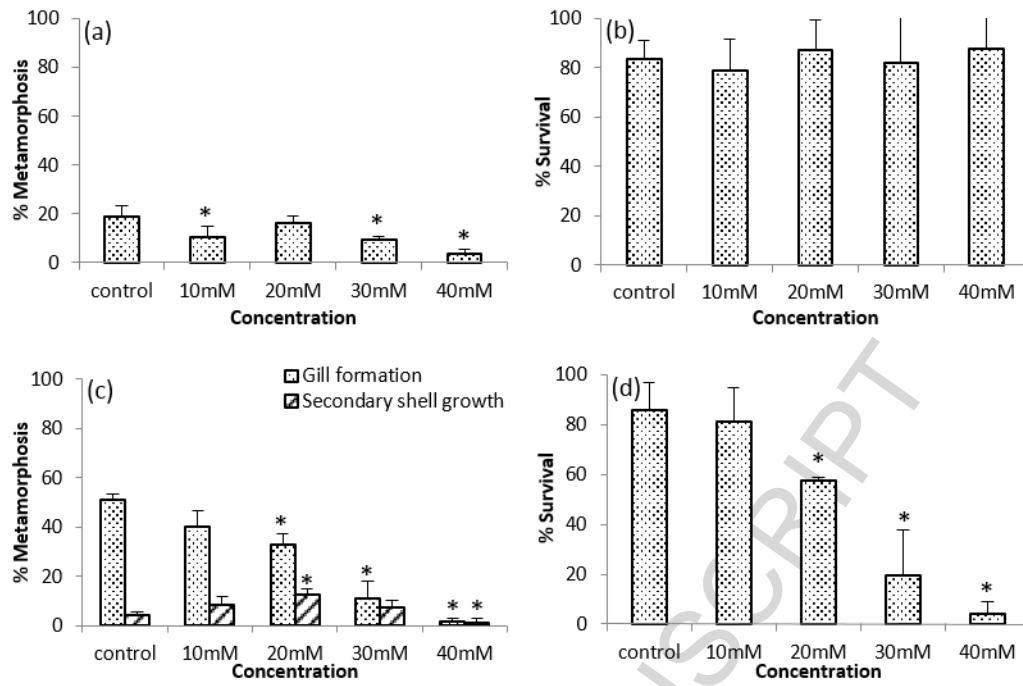 (a)
% Metamorphosis
100
80
60
40
20
0
* * *
control 10mM 20mM 30mM 40mM
Concentration
(b)
% Survival
100
80
60
40
20
0
control 10mM 20mM 30mM 40mM
Concentration
(c)
Gill formation
Secondary shell growth
% Metamorphosis
100
80
60
40
20
0
* * * * *
control 10mM 20mM 30mM 40mM
Concentration
(d)
% Survival
100
80
60
40
20
0
* * *
control 10mM 20mM 30mM 40mM
Concentration
USCRIPT